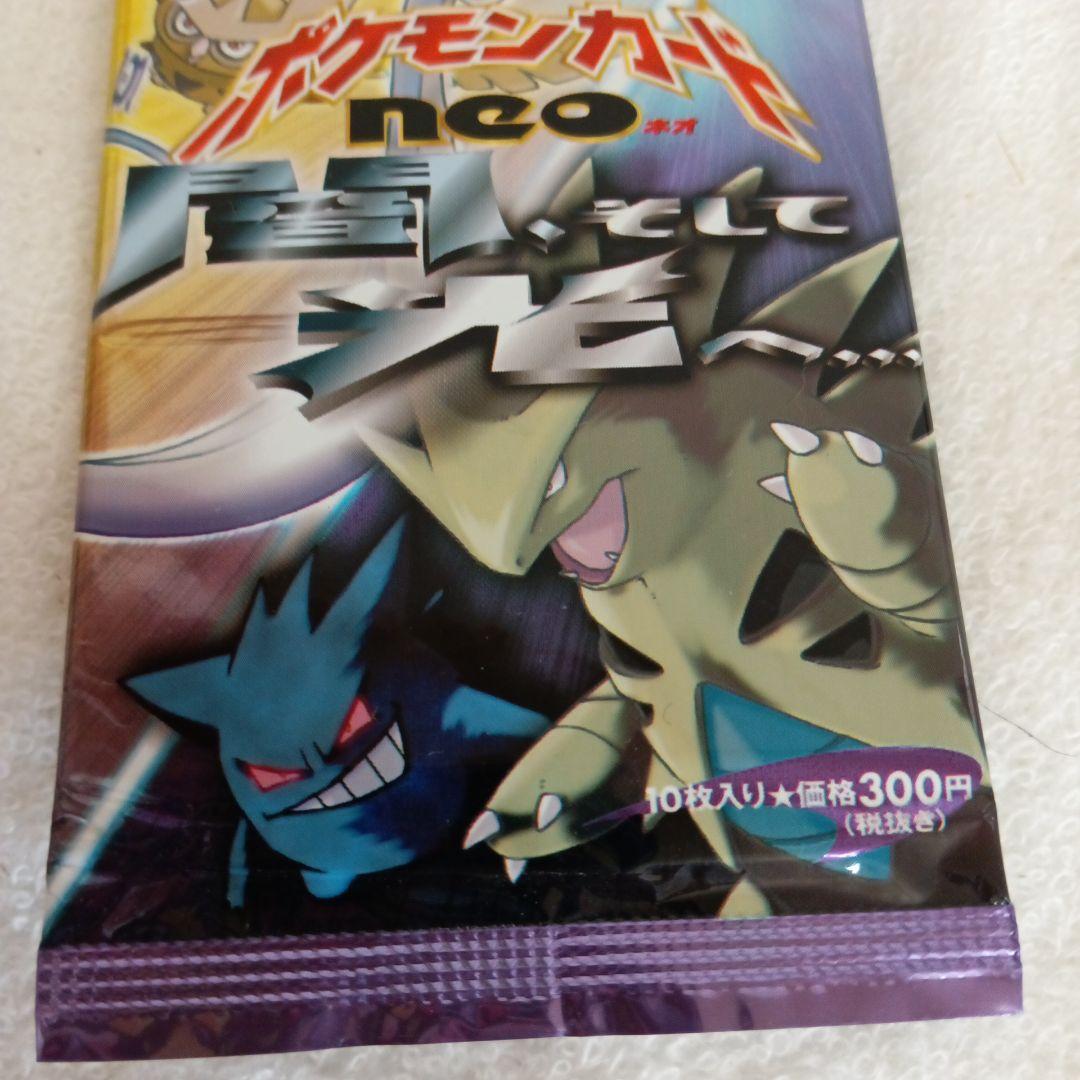 ポケモンカード
neo ネオ
闇、そして
光へ…
10枚入り★価格300円
(税抜き)